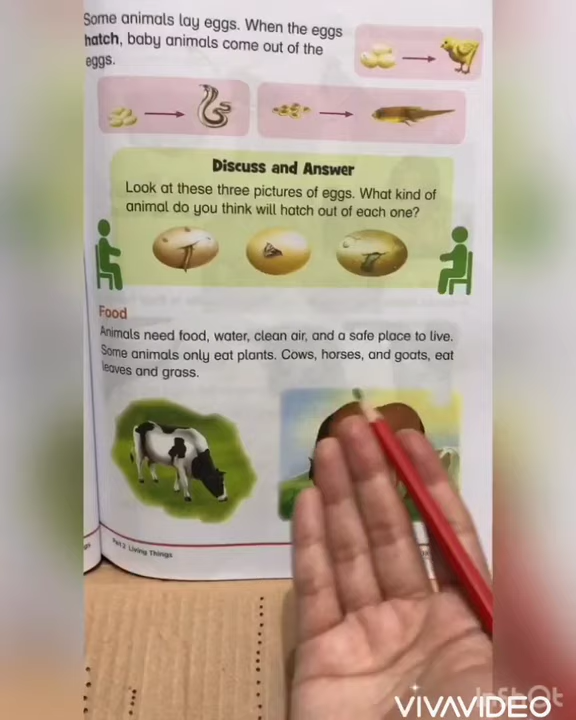 Some animals lay eggs. When the eggs
hatch, baby animals come out of the
eggs.
Discuss and Answer
Look at these three pictures of eggs. What kind of
animal do you think will hatch out of each one?
Food
Animals need food, water, clean air, and a safe place to live.
Some animals only eat plants. Cows, horses, and goats, eat
leaves and grass.
Part 2 Living Things
VIVAVIDEO